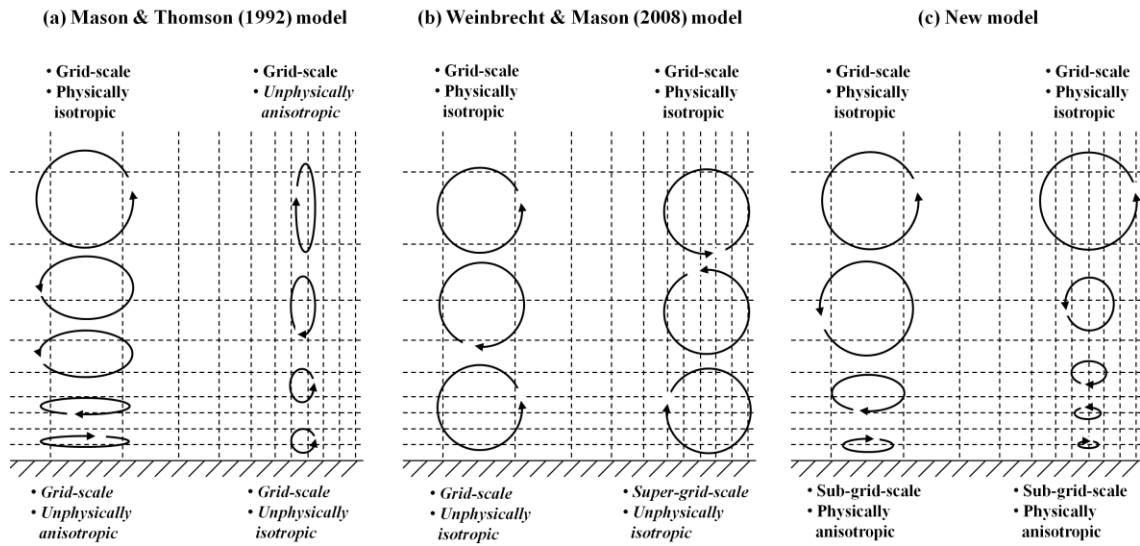 (a) Mason & Thomson (1992) model
(b) Weinbrecht & Mason (2008) model
(c) New model
• Grid-scale
• Physically
isotropic
• Grid-scale
• Unphysically
anisotropic
• Grid-scale
• Physically
isotropic
• Grid-scale
• Physically
isotropic
• Grid-scale
• Physically
isotropic
• Grid-scale
• Physically
isotropic
• Grid-scale
• Unphysically
anisotropic
• Grid-scale
• Unphysically
isotropic
• Grid-scale
• Unphysically
isotropic
• Super-grid-scale
• Unphysically
isotropic
• Sub-grid-scale
• Physically
anisotropic
• Sub-grid-scale
• Physically
anisotropic